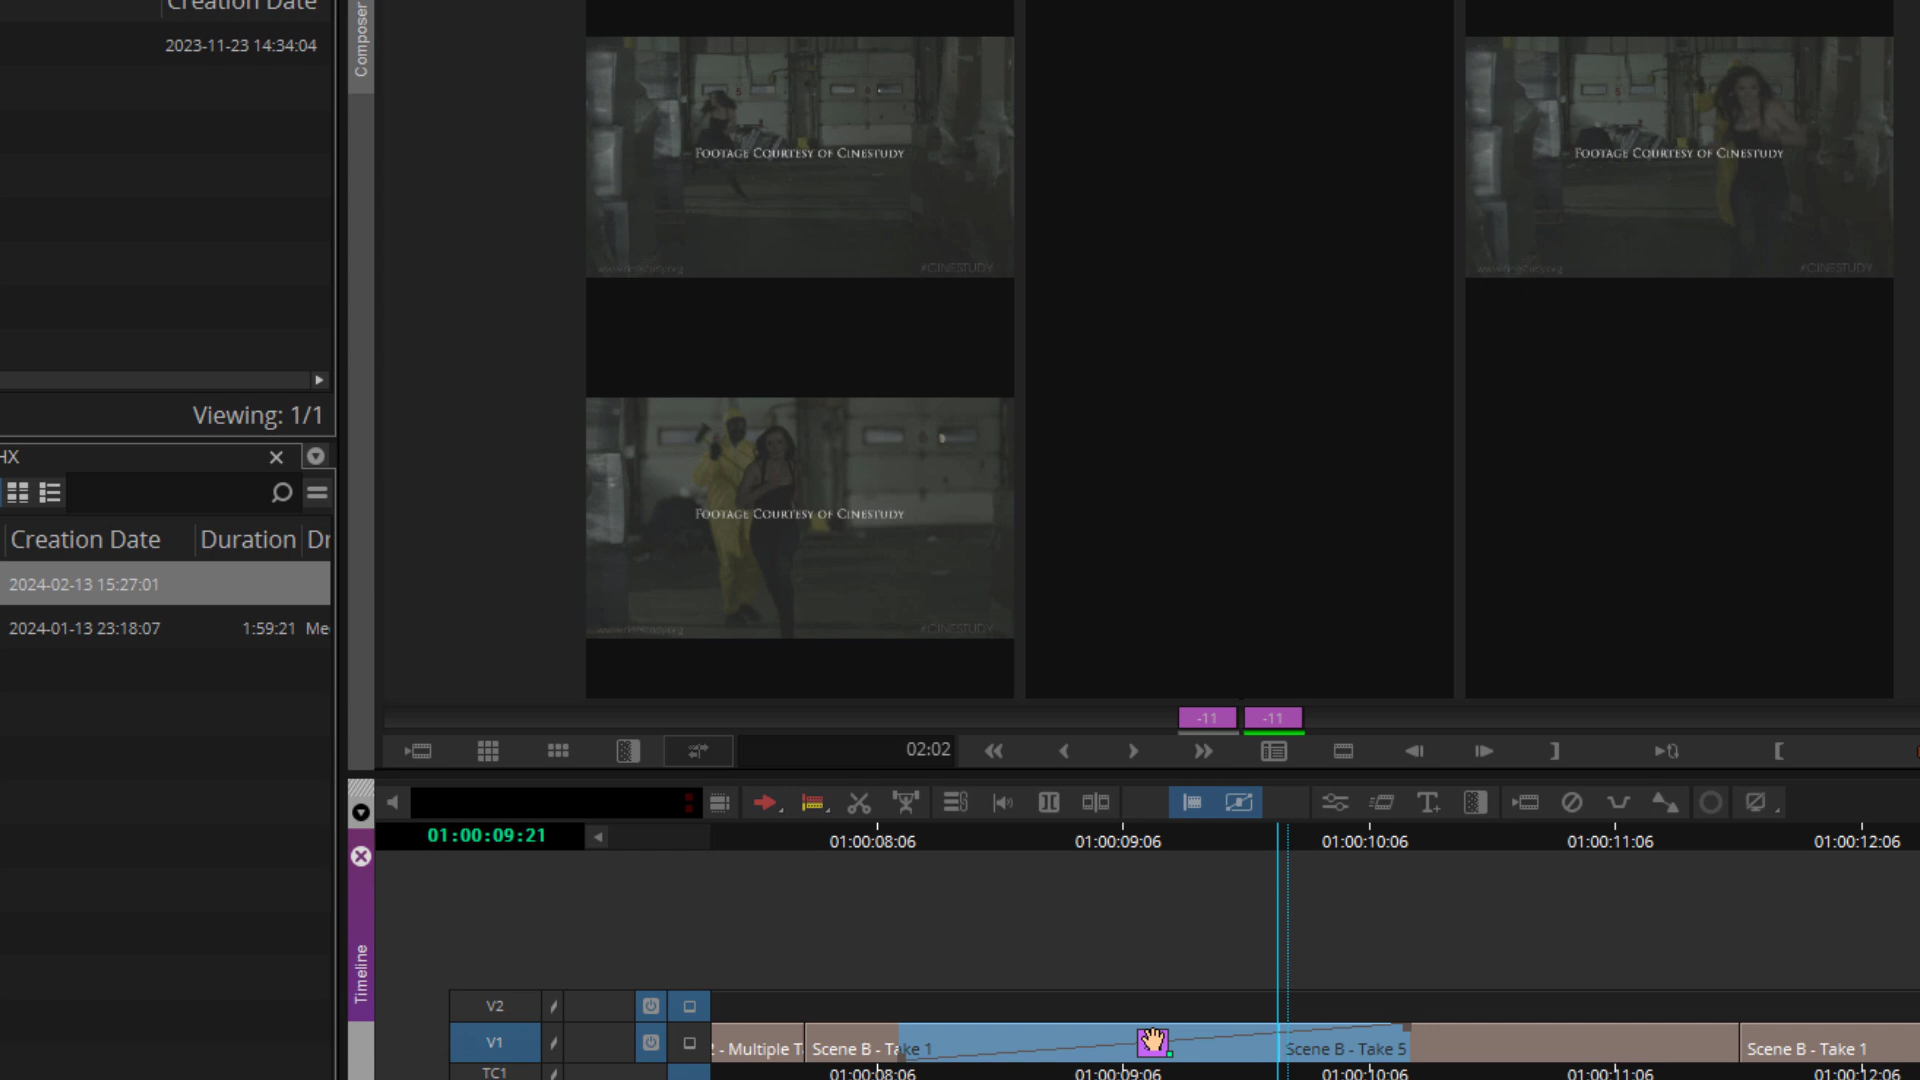 Creation Date
2023-11-23 14:34:04
Viewing: 1/1
HX
Creation Date Duration Dr
2024-02-13 15:27:01
2024-01-13 23:18:07 1:59:21 Me
Composer
FOOTAGE COURTESY OF CINESTUDY
#CINESTUDY
FOOTAGE COURTESY OF CINESTUDY
#CINESTUDY
FOOTAGE COURTESY OF CINESTUDY
#CINESTUDY
-11 -11
02:02
Timeline
01:00:09:21
01:00:08:06 01:00:09:06 01:00:10:06 01:00:11:06 01:00:12:06
V2
V1
- Multiple T Scene B - Take 1 Scene B - Take 5 Scene B - Take 1
TC1
01:00:08:06 01:00:09:06 01:00:10:06 01:00:11:06 01:00:12:06